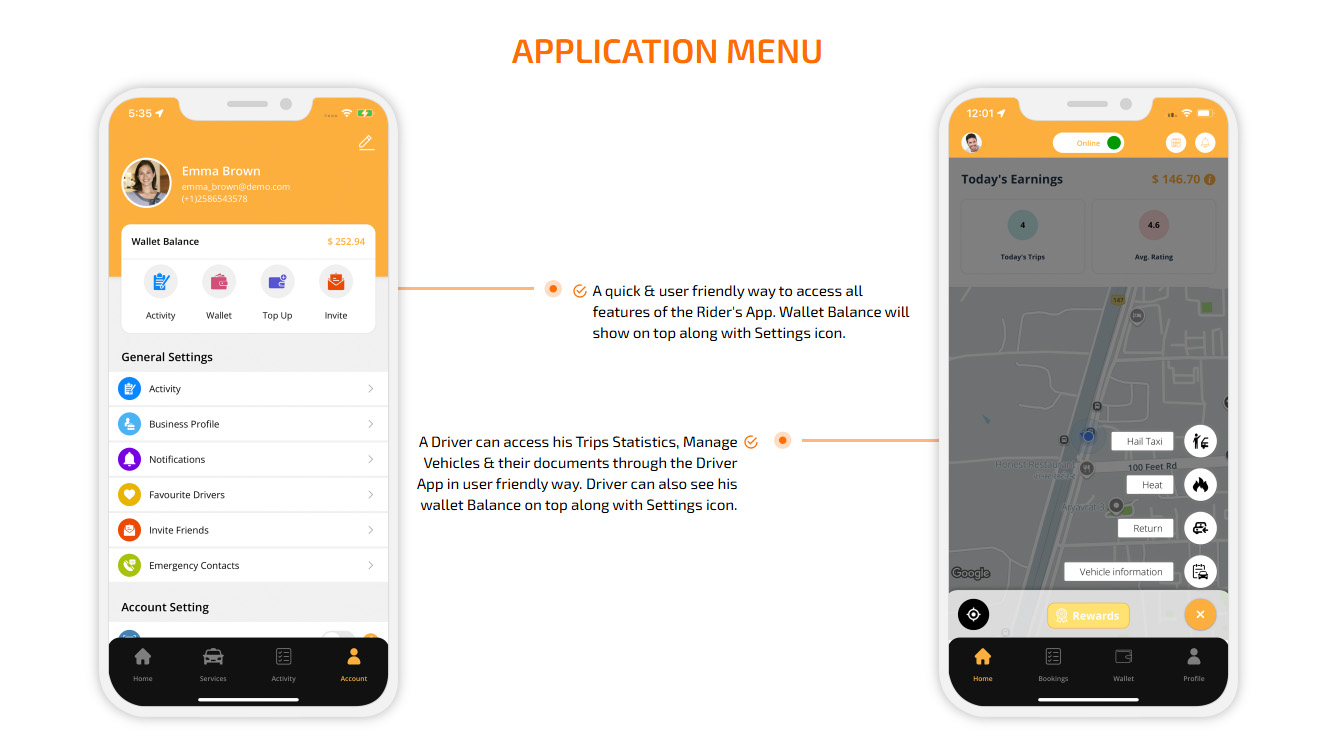 APPLICATION MENU
5:35
Emma Brown
emma_brown@demo.com
(+1)2586543578
Wallet Balance
$ 252.94
Activity
Wallet
Top Up
Invite
General Settings
Activity
Business Profile
Notifications
Favourite Drivers
Invite Friends
Emergency Contacts
Account Setting
Home
Services
Activity
Account
A quick & user friendly way to access all
features of the Rider's App. Wallet Balance will
show on top along with Settings icon.
A Driver can access his Trips Statistics, Manage
Vehicles & their documents through the Driver
App in user friendly way. Driver can also see his
wallet Balance on top along with Settings icon.
12:01
Online
Today's Earnings
$ 146.70
4
Today's Trips
4.6
Avg. Rating
147
Hail Taxi
100 Feet Rd
Heat
Return
Vehicle information
Google
Rewards
Home
Bookings
Wallet
Profile